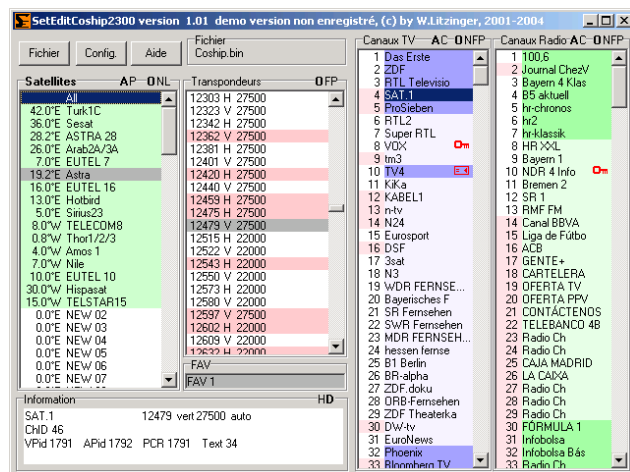 SetEditCoship2300 version 1.01 demo version non enregistré, (c) by W.Litzinger, 2001-2004
Fichier
Config.
Aide
Fichier
Coship.bin
Satellites AP ONL
All
42.0°E Turk1C
36.0°E Sesat
28.2°E ASTRA 28
26.0°E Arab2A/3A
7.0°E EUTEL 7
19.2°E Astra
16.0°E EUTEL 16
13.0°E Hotbird
5.0°E Sirius23
8.0°W TELECOM8
0.8°W Thor1/2/3
4.0°W Amos 1
7.0°W Nile
10.0°E EUTEL 10
30.0°W Hispasat
15.0°W TELSTAR15
0.0°E NEW 02
0.0°E NEW 03
0.0°E NEW 04
0.0°E NEW 05
0.0°E NEW 06
0.0°E NEW 07
Transpondeurs OFP
12303 H 27500
12323 V 27500
12342 H 27500
12362 V 27500
12381 H 27500
12401 V 27500
12420 H 27500
12440 V 27500
12459 H 27500
12475 H 27500
12479 V 27500
12515 H 22000
12522 V 22000
12543 H 22000
12550 V 22000
12573 H 22000
12580 V 22000
12597 V 27500
12602 H 22000
12609 V 22000
12632 H 22000
FAV
FAV 1
Information HD
SAT.1 12479 vert 27500 auto
ChID 46
VPid 1791 APid 1792 PCR 1791 Text 34
Canaux TV AC ONFP
1 Das Erste
2 ZDF
3 RTL Televisio
4 SAT.1
5 ProSieben
6 RTL2
7 Super RTL
8 VOX
9 tm3
10 TV4
11 KiKa
12 KABEL1
13 n-tv
14 N24
15 Eurosport
16 DSF
17 3sat
18 N3
19 WDR FERNSE...
20 Bayerisches F
21 SR Fernsehen
22 SWR Fernsehen
23 MDR FERNSEH...
24 hessen fernse
25 B1 Berlin
26 BR-alpha
27 ZDF.doku
28 ORB-Fernsehen
29 ZDF Theaterka
30 DW-tv
31 EuroNews
32 Phoenix
33 Bloomberg TV
Canaux Radio AC ONFP
1 100,6
2 Journal ChezV
3 Bayern 4 Klas
4 B5 aktuell
5 hr-chronos
6 hr2
7 hr-klassik
8 HR XXL
9 Bayern 1
10 NDR 4 Info
11 Bremen 2
12 SR 1
13 RMF FM
14 Canal BBVA
15 Liga de Fútbo
16 ACB
17 GENTE+
18 CARTELERA
19 OFERTA TV
20 OFERTA PPV
21 CONTÁCTENOS
22 TELEBANCO 4B
23 Radio Ch
24 Radio Ch
25 CAJA MADRID
26 LA CAIXA
27 Radio Ch
28 Radio Ch
29 Radio Ch
30 FÓRMULA 1
31 Infobolsa
32 Infobolsa Bás
33 Radio Ch